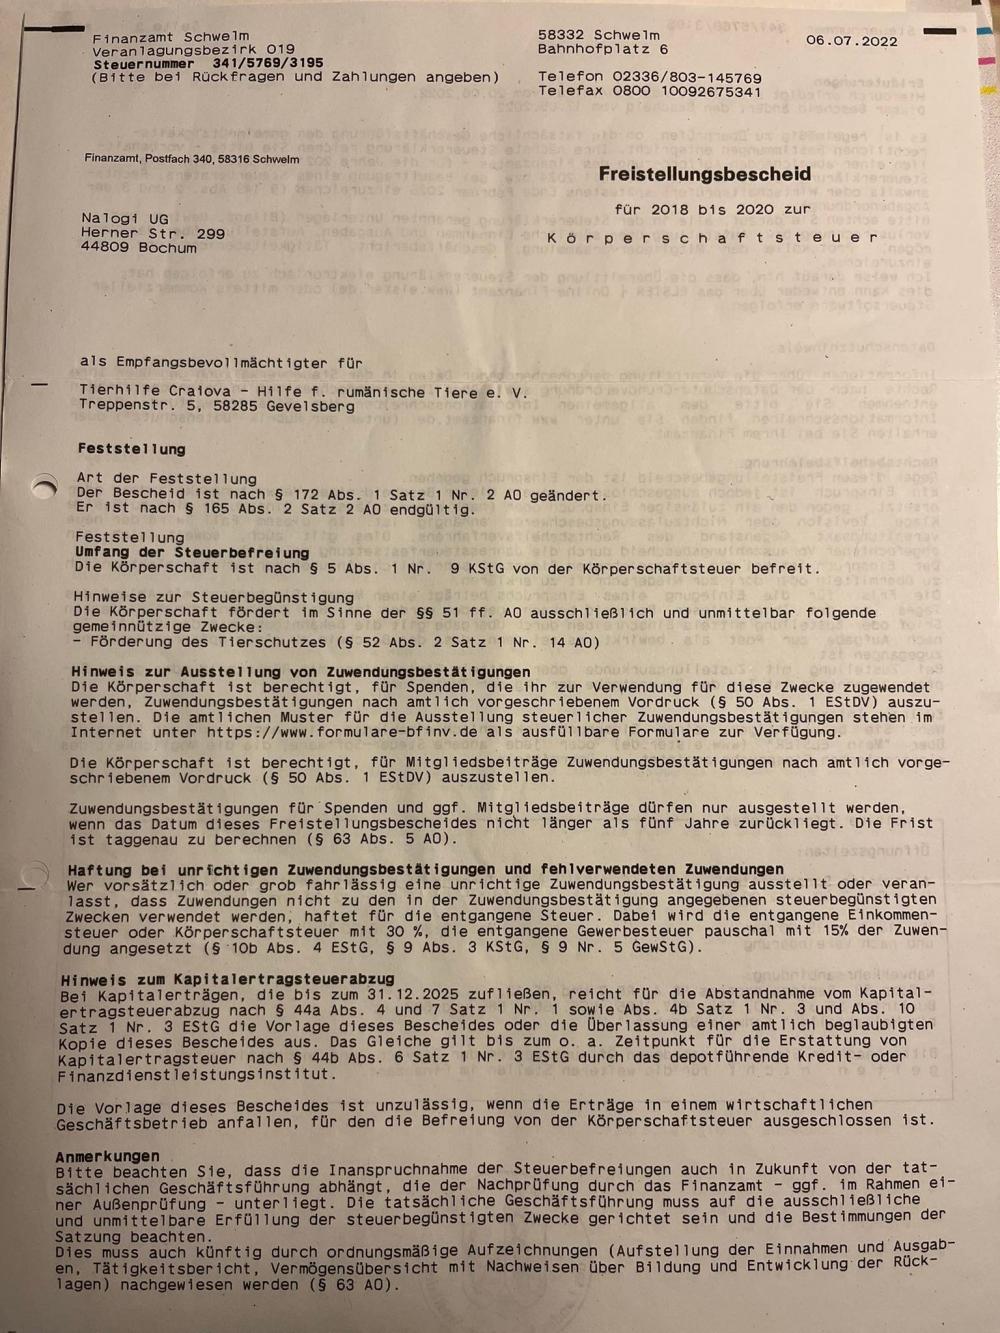 Finanzamt Schwelm
Veranlagungsbezirk 019
Steuernummer 341/5769/3195
(Bitte bei Rückfragen und Zahlungen angeben)
58332 Schwelm
Bahnhofplatz 6
06.07.2022
Telefon 02336/803-145769
Telefax 0800 10092675341
Finanzamt, Postfach 340, 58316 Schwelm
Freistellungsbescheid
für 2018 bis 2020 zur
K ö r p e r s c h a f t s t e u e r
Nalogi UG
Herner Str. 299
44809 Bochum
als Empfangsbevollmächtigter für
Tierhilfe Craiova - Hilfe f. rumänische Tiere e. V.
Treppenstr. 5, 58285 Gevelsberg
Feststellung
Art der Feststellung
Der Bescheid ist nach § 172 Abs. 1 Satz 1 Nr. 2 AO geändert.
Er ist nach § 165 Abs. 2 Satz 2 AO endgültig.
Feststellung
Umfang der Steuerbefreiung
Die Körperschaft ist nach § 5 Abs. 1 Nr. 9 KStG von der Körperschaftsteuer befreit.
Hinweise zur Steuerbegünstigung
Die Körperschaft fördert im Sinne der §§ 51 ff. AO ausschließlich und unmittelbar folgende
gemeinnützige Zwecke:
- Förderung des Tierschutzes (§ 52 Abs. 2 Satz 1 Nr. 14 AO)
Hinweis zur Ausstellung von Zuwendungsbestätigungen
Die Körperschaft ist berechtigt, für Spenden, die ihr zur Verwendung für diese Zwecke zugewendet
werden, Zuwendungsbestätigungen nach amtlich vorgeschriebenem Vordruck (§ 50 Abs. 1 EStDV) auszu-
stellen. Die amtlichen Muster für die Ausstellung steuerlicher Zuwendungsbestätigungen stehen im
Internet unter https://www.formulare-bfinv.de als ausfüllbare Formulare zur Verfügung.
Die Körperschaft ist berechtigt, für Mitgliedsbeiträge Zuwendungsbestätigungen nach amtlich vorge-
schriebenem Vordruck (§ 50 Abs. 1 EStDV) auszustellen.
Zuwendungsbestätigungen für Spenden und ggf. Mitgliedsbeiträge dürfen nur ausgestellt werden,
wenn das Datum dieses Freistellungsbescheides nicht länger als fünf Jahre zurückliegt. Die Frist
ist taggenau zu berechnen (§ 63 Abs. 5 AO).
Haftung bei unrichtigen Zuwendungsbestätigungen und fehlverwendeten Zuwendungen
Wer vorsätzlich oder grob fahrlässig eine unrichtige Zuwendungsbestätigung ausstellt oder veran-
lasst, dass Zuwendungen nicht zu den in der Zuwendungsbestätigung angegebenen steuerbegünstigten
Zwecken verwendet werden, haftet für die entgangene Steuer. Dabei wird die entgangene Einkommen-
steuer oder Körperschaftsteuer mit 30 %, die entgangene Gewerbesteuer pauschal mit 15% der Zuwen-
dung angesetzt (§ 10b Abs. 4 EStG, § 9 Abs. 3 KStG, § 9 Nr. 5 GewStG).
Hinweis zum Kapitalertragsteuerabzug
Bei Kapitalerträgen, die bis zum 31.12.2025 zufließen, reicht für die Abstandnahme vom Kapital-
ertragsteuerabzug nach § 44a Abs. 4 und 7 Satz 1 Nr. 1 sowie Abs. 4b Satz 1 Nr. 3 und Abs. 10
Satz 1 Nr. 3 EStG die Vorlage dieses Bescheides oder die Überlassung einer amtlich beglaubigten
Kopie dieses Bescheides aus. Das Gleiche gilt bis zum o. a. Zeitpunkt für die Erstattung von
Kapitalertragsteuer nach § 44b Abs. 6 Satz 1 Nr. 3 EStG durch das depotführende Kredit- oder
Finanzdienstleistungsinstitut.
Die Vorlage dieses Bescheides ist unzulässig, wenn die Erträge in einem wirtschaftlichen
Geschäftsbetrieb anfallen, für den die Befreiung von der Körperschaftsteuer ausgeschlossen ist.
Anmerkungen
Bitte beachten Sie, dass die Inanspruchnahme der Steuerbefreiungen auch in Zukunft von der tat-
sächlichen Geschäftsführung abhängt, die der Nachprüfung durch das Finanzamt - ggf. im Rahmen ei-
ner Außenprüfung - unterliegt. Die tatsächliche Geschäftsführung muss auf die ausschließliche
und unmittelbare Erfüllung der steuerbegünstigten Zwecke gerichtet sein und die Bestimmungen der
Satzung beachten.
Dies muss auch künftig durch ordnungsmäßige Aufzeichnungen (Aufstellung der Einnahmen und Ausgab-
en, Tätigkeitsbericht, Vermögensübersicht mit Nachweisen über Bildung und Entwicklung der Rück-
lagen) nachgewiesen werden (§ 63 AO).